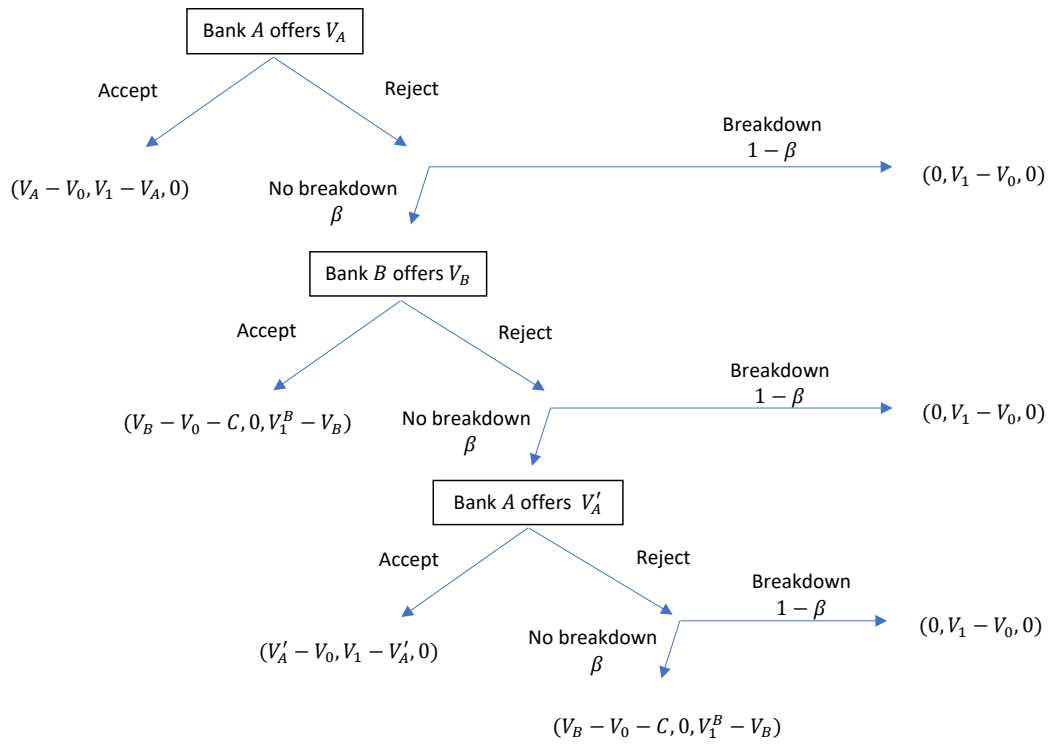 Bank A offers V_A
Accept
Reject
Breakdown
1 − β
(V_A − V_0, V_1 − V_A, 0)
No breakdown
β
(0, V_1 − V_0, 0)
Bank B offers V_B
Accept
Reject
Breakdown
1 − β
(V_B − V_0 − C, 0, V_1^B − V_B)
No breakdown
β
(0, V_1 − V_0, 0)
Bank A offers V_A′
Accept
Reject
Breakdown
1 − β
(V_A′ − V_0, V_1 − V_A′, 0)
No breakdown
β
(0, V_1 − V_0, 0)
(V_B − V_0 − C, 0, V_1^B − V_B)